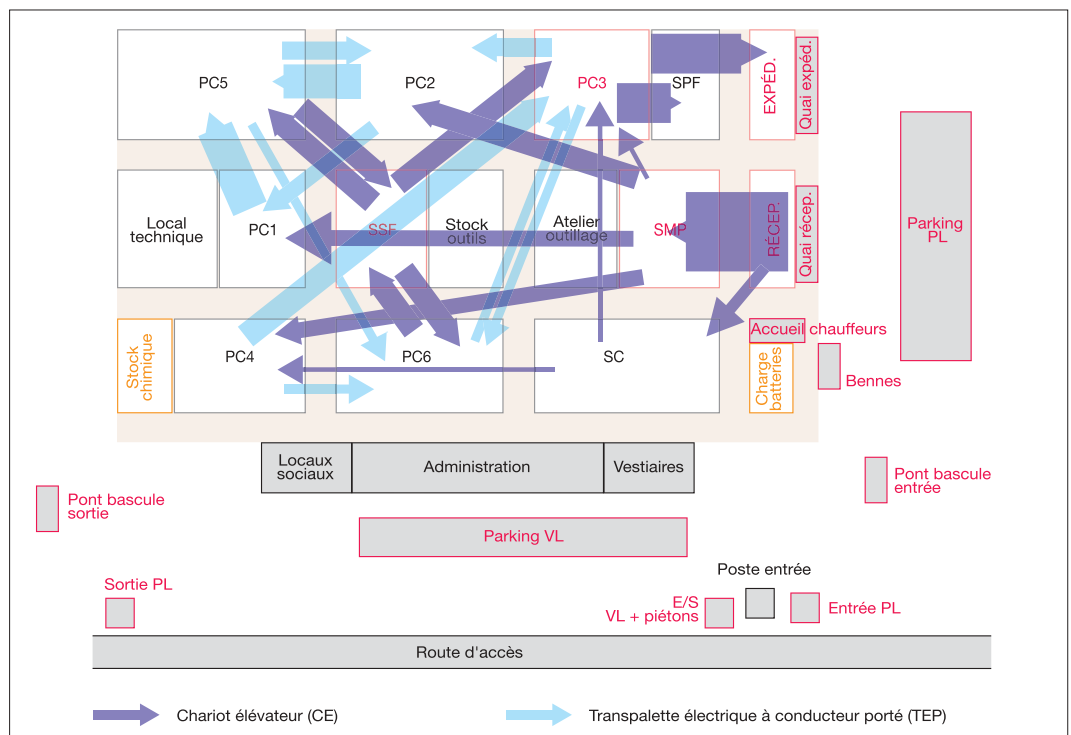 PC5
PC2
PC3
SPF
EXPÉD.
Quai expéd.
Local
technique
PC1
SSF
Stock
outils
Atelier
outillage
SMP
RÉCEP.
Quai récep.
Parking
PL
Stock
chimique
PC4
PC6
SC
Accueil chauffeurs
Charge
batteries
Bennes
Locaux
sociaux
Administration
Vestiaires
Pont bascule
entrée
Pont bascule
sortie
Parking VL
Poste entrée
Sortie PL
E/S
VL + piétons
Entrée PL
Route d'accès
Chariot élévateur (CE)
Transpalette électrique à conducteur porté (TEP)